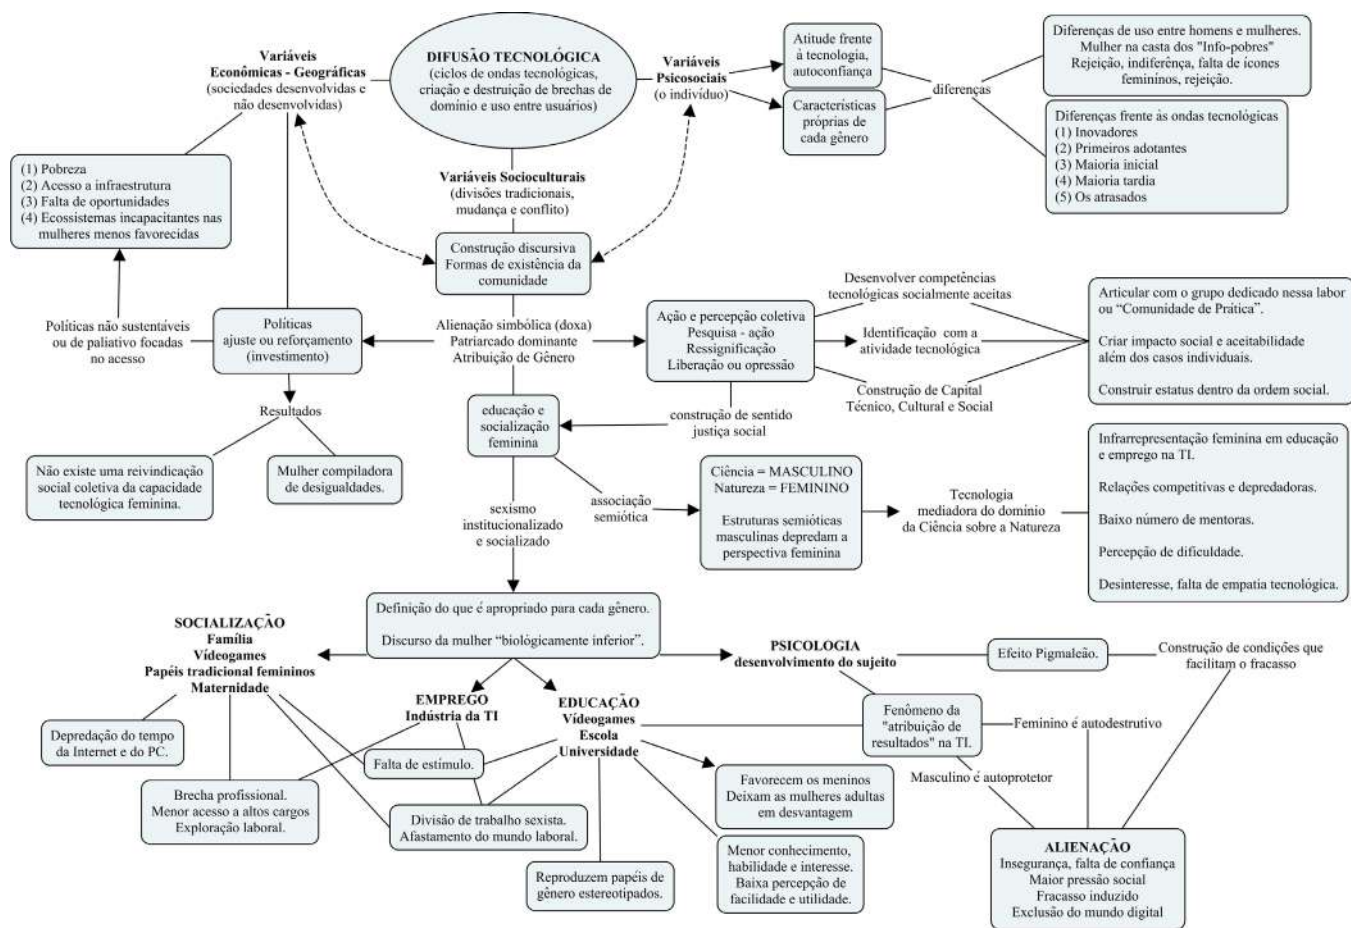 DIFUSÃO TECNOLÓGICA
(ciclos de ondas tecnológicas,
criação e destruição de brechas de
domínio e uso entre usuários)
Variáveis
Econômicas - Geográficas
(sociedades desenvolvidas e
não desenvolvidas)
Variáveis
Psicosociais
(o indivíduo)
Atitude frente
à tecnologia,
autoconfiança
Características
próprias de
cada gênero
diferenças
Diferenças de uso entre homens e mulheres.
Mulher na casta dos "Info-pobres"
Rejeição, indiferença, falta de ícones
femininos, rejeição.
Diferenças frente às ondas tecnológicas
(1) Inovadores
(2) Primeiros adotantes
(3) Maioria inicial
(4) Maioria tardia
(5) Os atrasados
(1) Pobreza
(2) Acesso a infraestrutura
(3) Falta de oportunidades
(4) Ecossistemas incapacitantes nas
mulheres menos favorecidas
Variáveis Socioculturais
(divisões tradicionais,
mudança e conflito)
Construção discursiva
Formas de existência da
comunidade
Políticas não sustentáveis
ou de paliativo focadas
no acesso
Políticas
ajuste ou reforçamento
(investimento)
Alienação simbólica (doxa)
Patriarcado dominante
Atribuição de Gênero
Ação e percepção coletiva
Pesquisa - ação
Ressignificação
Liberação ou opressão
Desenvolver competências
tecnológicas socialmente aceitas
Identificação com a
atividade tecnológica
Construção de Capital
Técnico, Cultural e Social
Articular com o grupo dedicado nessa labor
ou “Comunidade de Prática”.
Criar impacto social e aceitabilidade
além dos casos individuais.
Construir estatus dentro da ordem social.
Resultados
Não existe uma reivindicação
social coletiva da capacidade
tecnológica feminina.
Mulher compiladora
de desigualdades.
educação e
socialização
feminina
construção de sentido
justiça social
sexismo
institucionalizado
e socializado
associação
semiótica
Ciência = MASCULINO
Natureza = FEMININO
Estruturas semióticas
masculinas depredam a
perspectiva feminina
Tecnologia
mediadora do domínio
da Ciência sobre a Natureza
Infrarrepresentação feminina em educação
e emprego na TI.
Relações competitivas e depredadoras.
Baixo número de mentoras.
Percepção de dificuldade.
Desinteresse, falta de empatia tecnológica.
Definição do que é apropriado para cada gênero.
Discurso da mulher “biológicamente inferior”.
SOCIALIZAÇÃO
Família
Vídeogames
Papéis tradicional femininos
Maternidade
PSICOLOGIA
desenvolvimento do sujeito
Efeito Pigmaleão.
Construção de condições que
facilitam o fracasso
EMPREGO
Indústria da TI
EDUCAÇÃO
Vídeogames
Escola
Universidade
Fenômeno da
"atribuição de
resultados" na TI.
Feminino é autodestrutivo
Masculino é autoprotetor
Depredação do tempo
da Internet e do PC.
Falta de estímulo.
Brecha profissional.
Menor acesso a altos cargos
Exploração laboral.
Divisão de trabalho sexista.
Afastamento do mundo laboral.
Favorecem os meninos
Deixam as mulheres adultas
em desvantagem
Reproduzem papéis de
gênero estereotipados.
Menor conhecimento,
habilidade e interesse.
Baixa percepção de
facilidade e utilidade.
ALIENAÇÃO
Insegurança, falta de confiança
Maior pressão social
Fracasso induzido
Exclusão do mundo digital